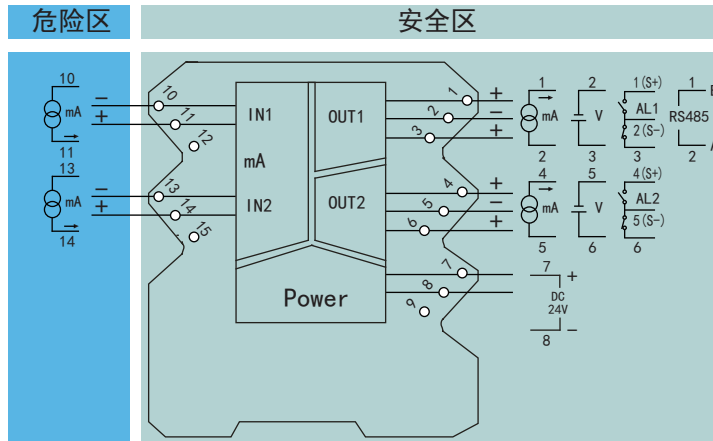 危险区
安全区
10
－
mA
＋
11
13
－
mA
＋
14
10
11
12
13
14
15
IN1
mA
IN2
OUT1
OUT2
Power
1
2
3
4
5
6
7
8
9
＋
－
＋
＋
－
＋
1
mA
2
2
V
3
1(S+)
AL1
2(S-)
3
1
B
RS485
A
2
4
mA
5
5
V
6
4(S+)
AL2
5(S-)
6
7
+
DC
24V
8
－